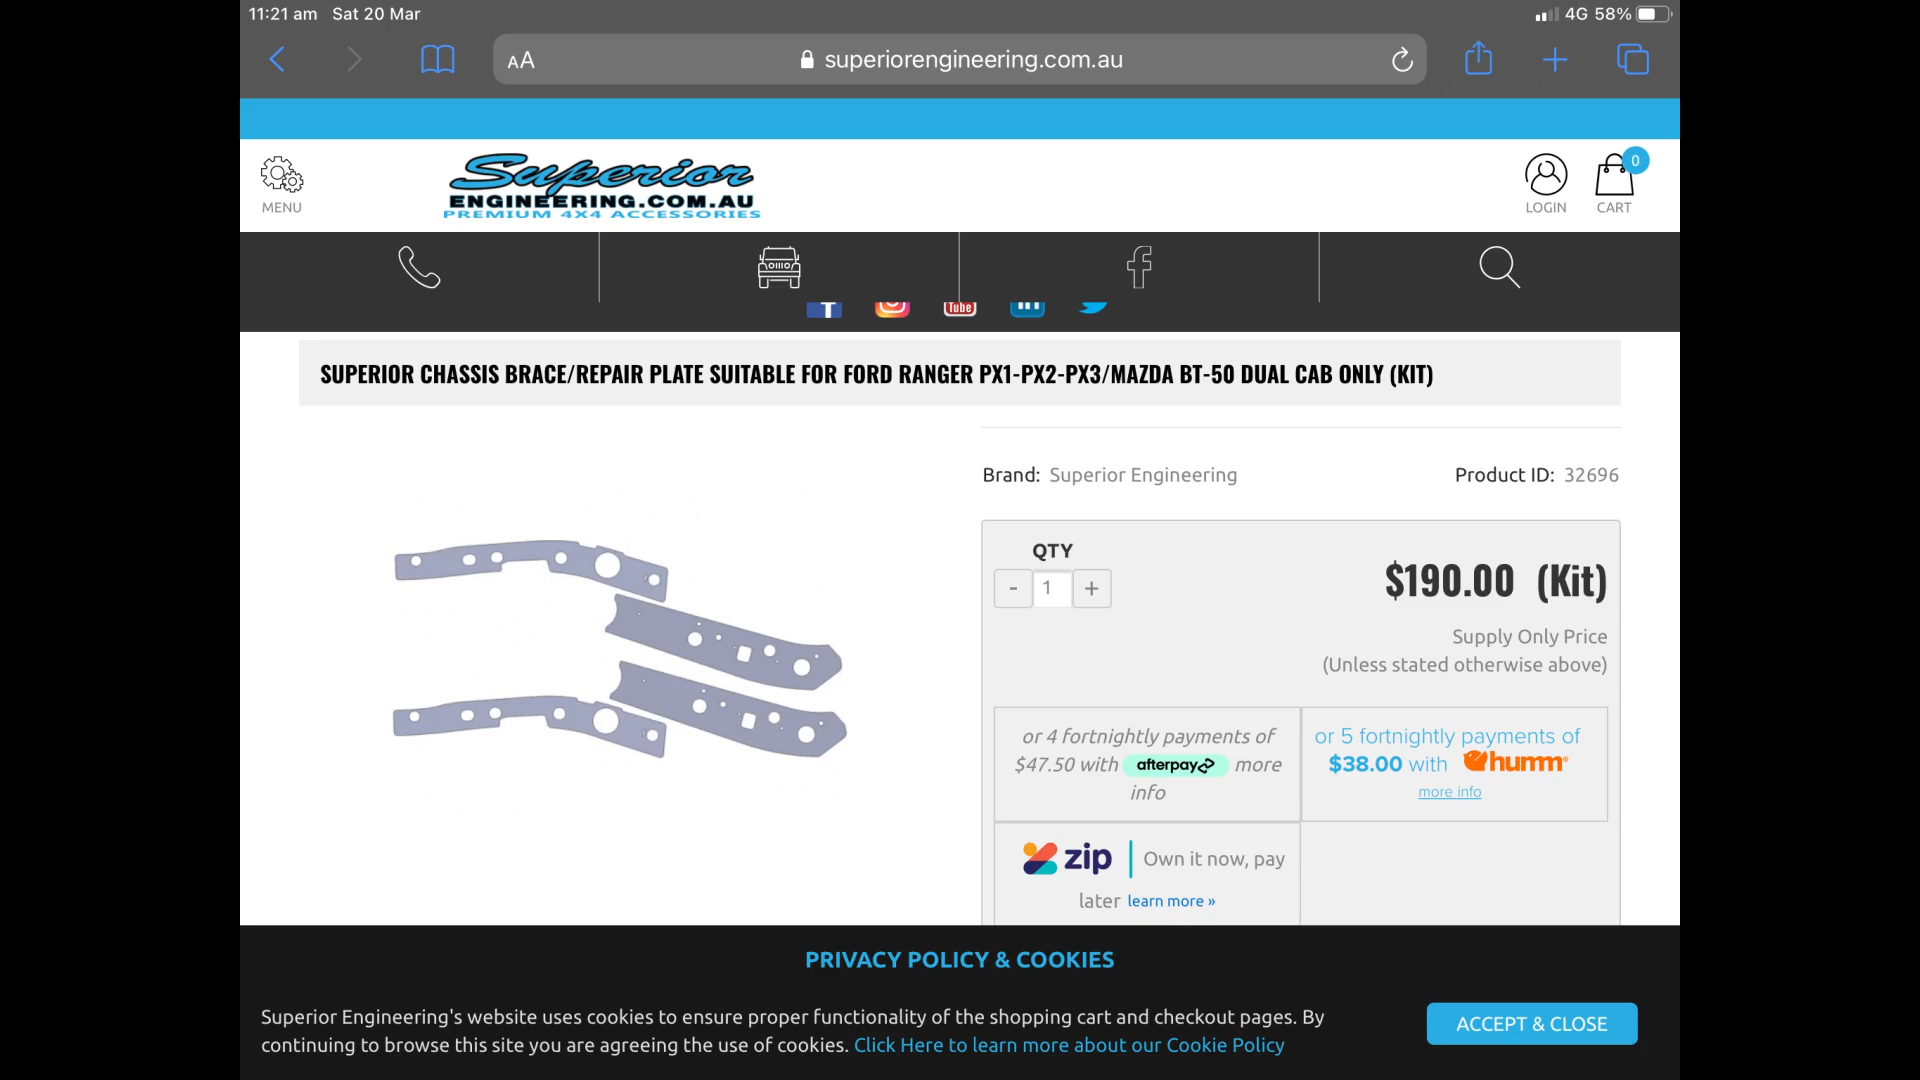 11:21 am Sat 20 Mar
4G 58%
AA superiorengineering.com.au
MENU
Superior
ENGINEERING.COM.AU
PREMIUM 4X4 ACCESSORIES
0
LOGIN CART
f
f Tube in
SUPERIOR CHASSIS BRACE/REPAIR PLATE SUITABLE FOR FORD RANGER PX1-PX2-PX3/MAZDA BT-50 DUAL CAB ONLY (KIT)
Brand: Superior Engineering Product ID: 32696
QTY
- 1 +
$190.00 (Kit)
Supply Only Price
(Unless stated otherwise above)
or 4 fortnightly payments of
$47.50 with afterpay more
info
or 5 fortnightly payments of
$38.00 with humm
more info
zip | Own it now, pay
later learn more »
PRIVACY POLICY & COOKIES
Superior Engineering's website uses cookies to ensure proper functionality of the shopping cart and checkout pages. By
continuing to browse this site you are agreeing the use of cookies. Click Here to learn more about our Cookie Policy
ACCEPT & CLOSE